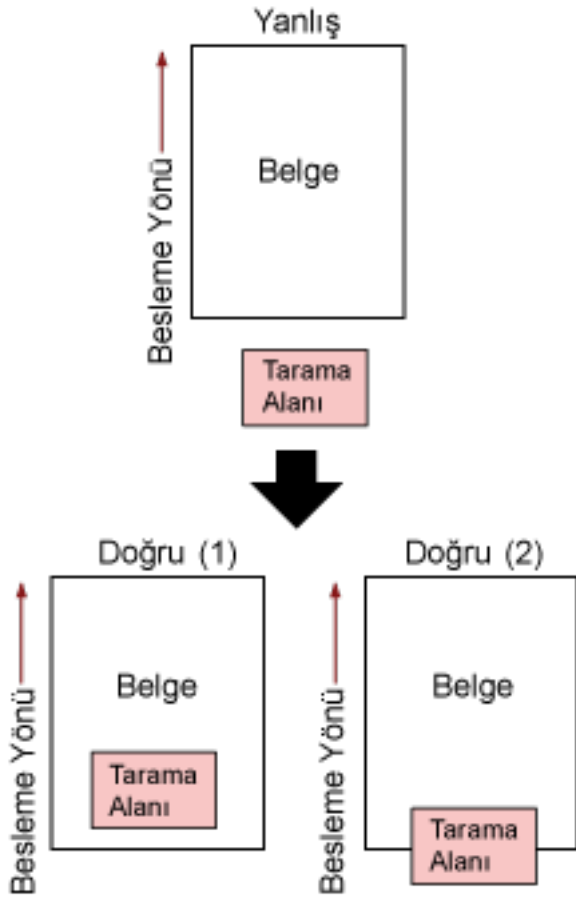 Yanlış
Besleme Yönü
Belge
Tarama
Alanı
Doğru (1)
Besleme Yönü
Belge
Tarama
Alanı
Doğru (2)
Besleme Yönü
Belge
Tarama
Alanı